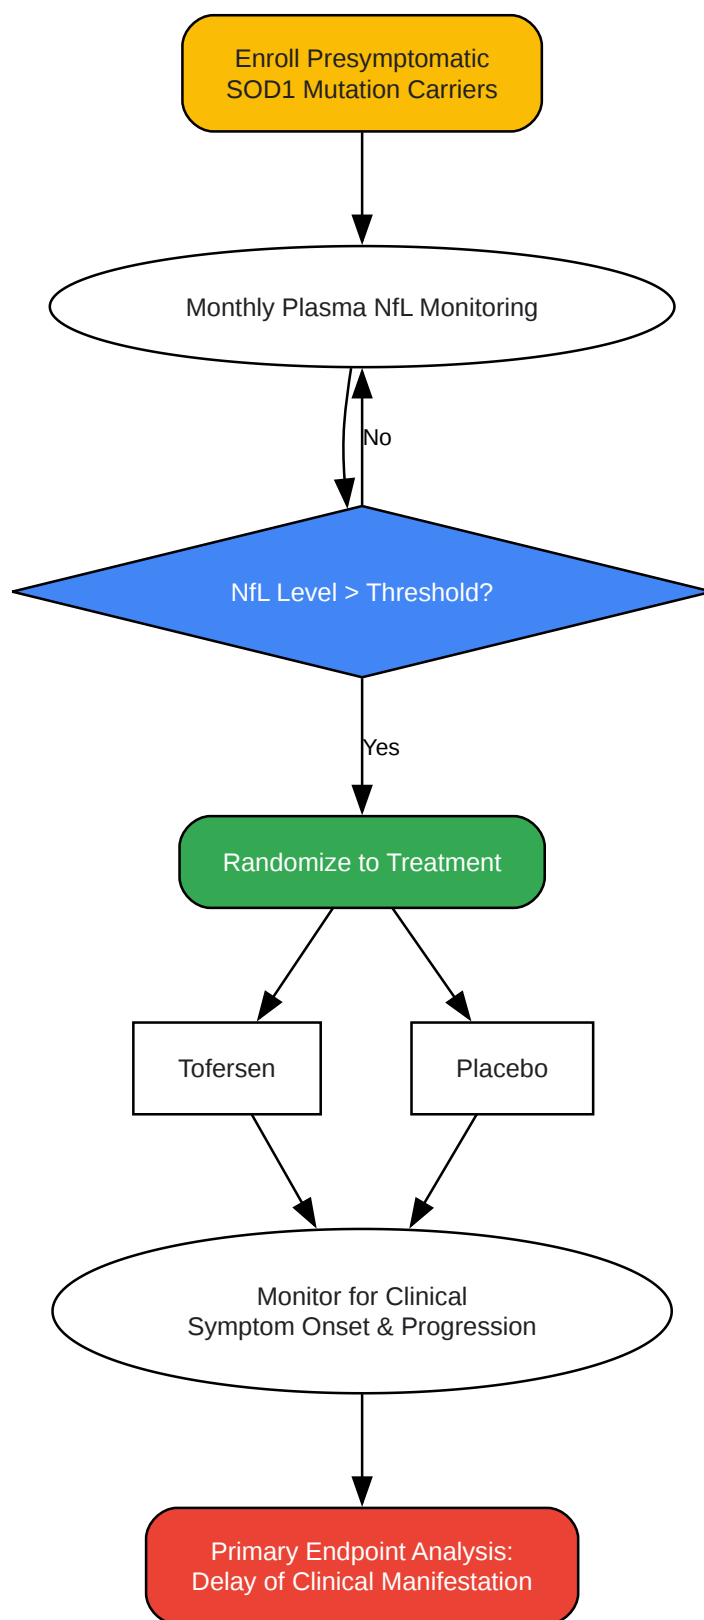 Enroll Presymptomatic
SOD1 Mutation Carriers
Monthly Plasma NfL Monitoring
No
NfL Level > Threshold?
Yes
Randomize to Treatment
Tofersen
Placebo
Monitor for Clinical
Symptom Onset & Progression
Primary Endpoint Analysis:
Delay of Clinical Manifestation